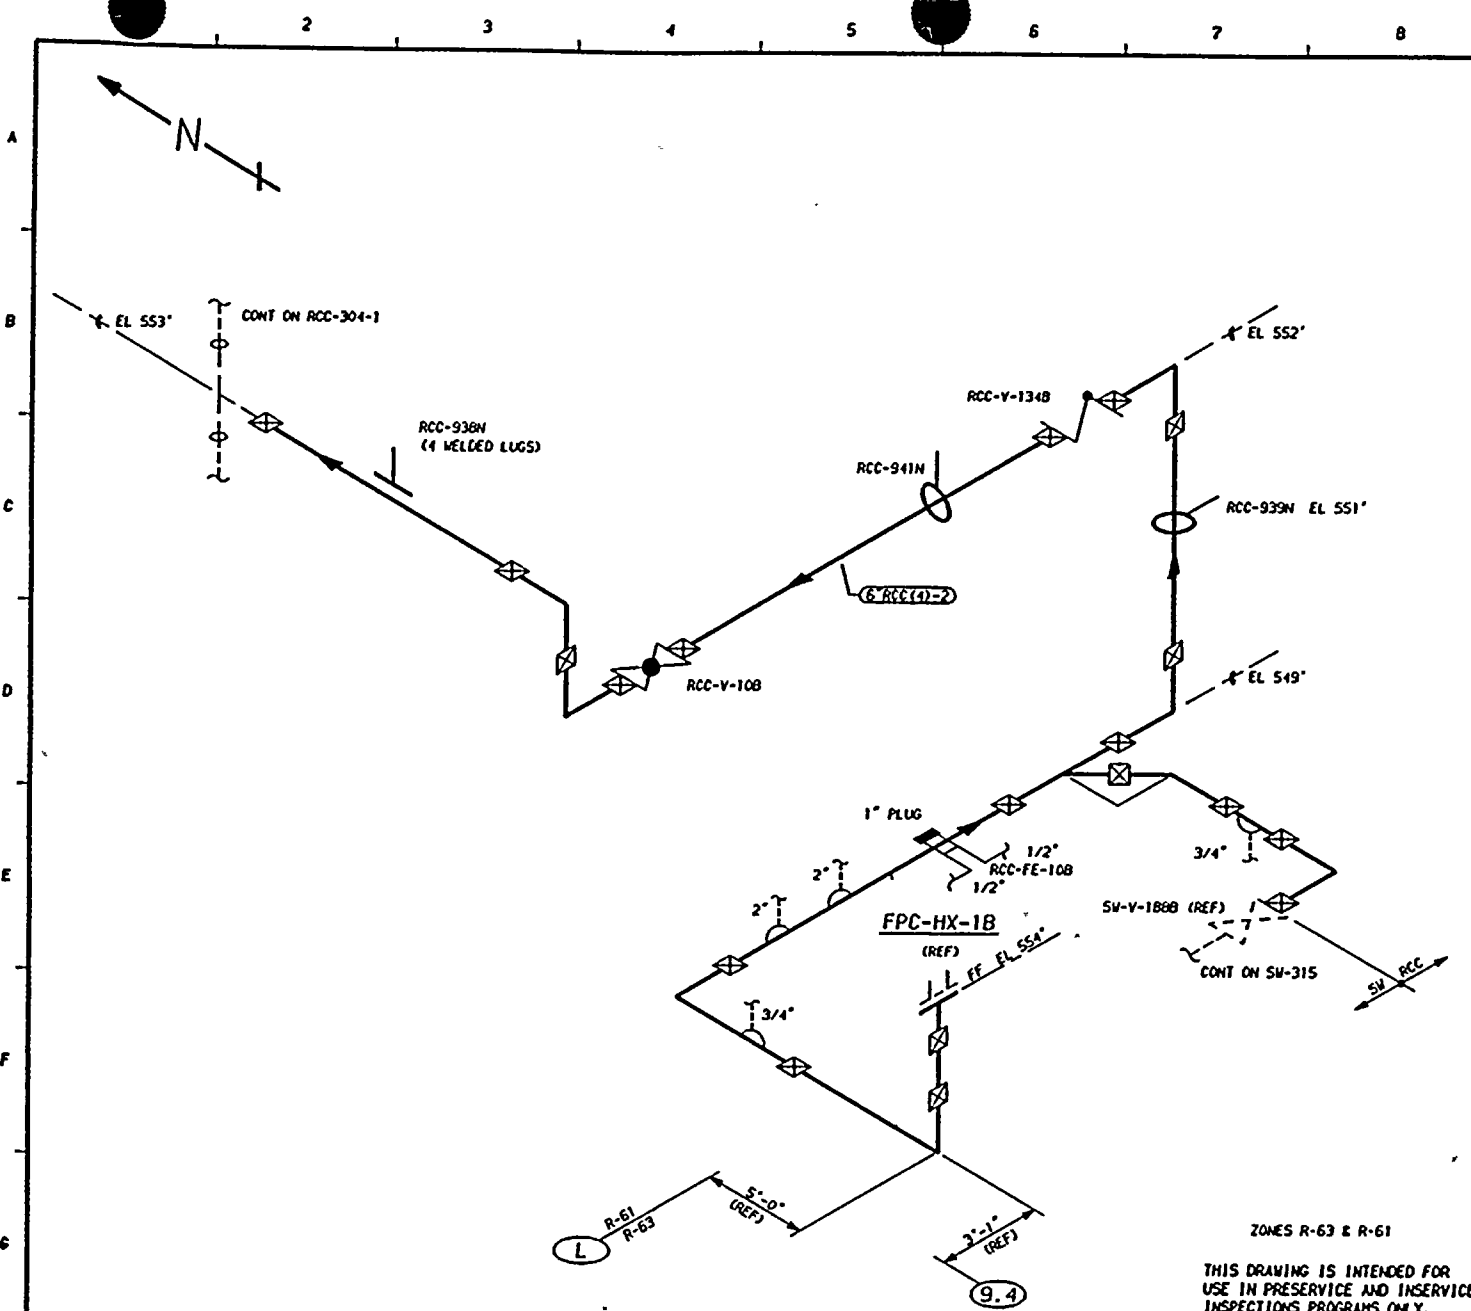 2 3 4 5 6 7 8
A
N
B
EL 553'
CONT ON RCC-304-1
EL 552'
RCC-V-134B
RCC-938N
(4 WELDED LUGS)
RCC-941N
C
RCC-939N EL 551'
6"RCC(4)-2
D
RCC-V-10B
EL 549'
1" PLUG
1/2"
RCC-FE-10B
1/2"
3/4"
E
2"
2"
FPC-HX-1B
(REF)
SW-V-188B (REF)
FF EL 554'
CONT ON SW-315
SW RCC
3/4"
F
5'-0"
(REF)
R-61
R-63
L
3'-1"
(REF)
9.4
G
ZONES R-63 & R-61
THIS DRAWING IS INTENDED FOR
USE IN PRESERVICE AND INSERVICE
INSPECTIONS PROGRAMS ONLY